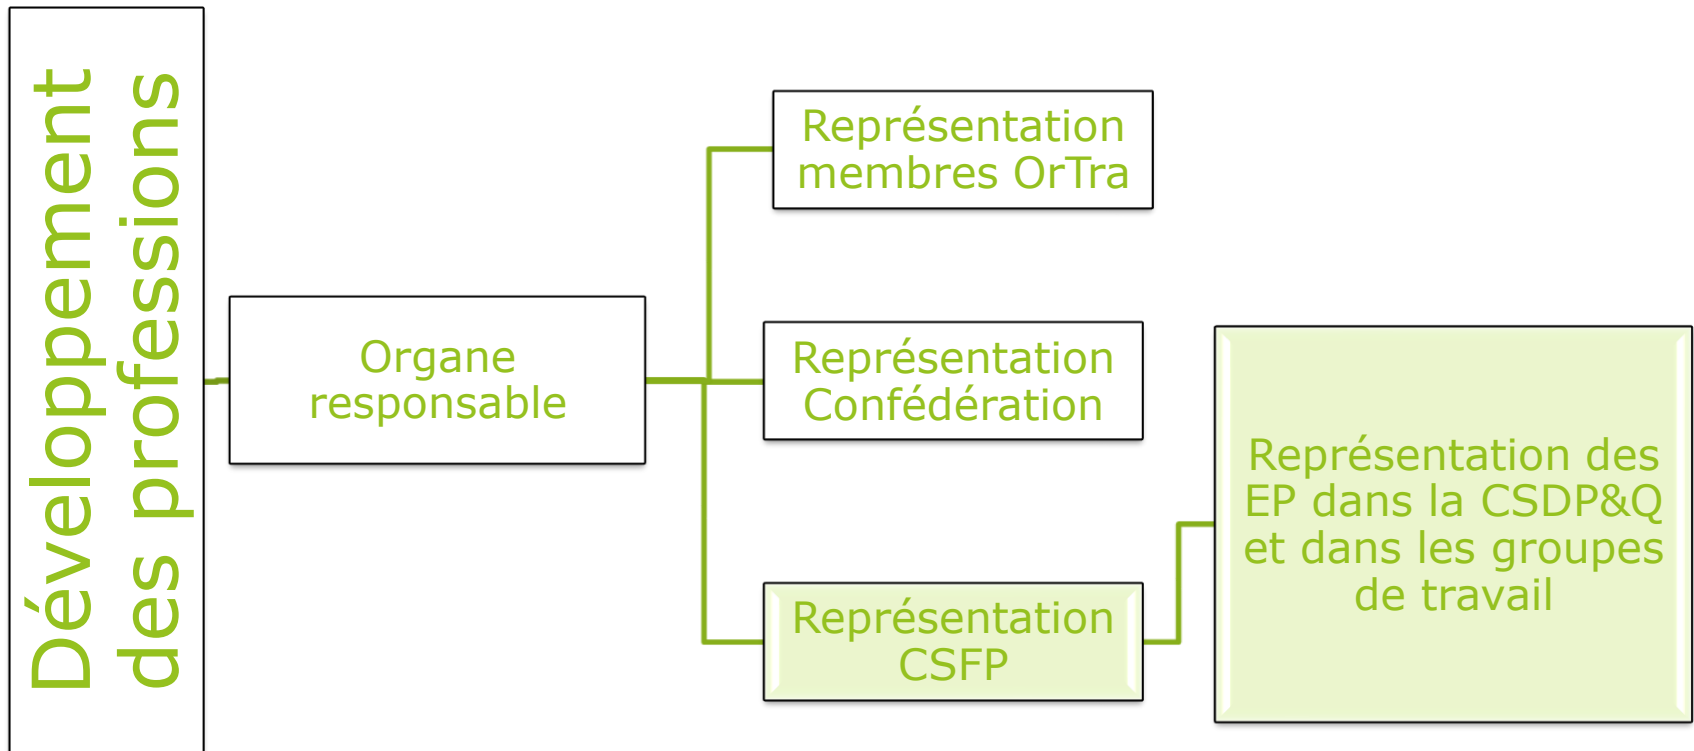 Développement
des professions
Organe
responsable
Représentation
membres OrTra
Représentation
Confédération
Représentation
CSFP
Représentation des
EP dans la CSDP&Q
et dans les groupes
de travail